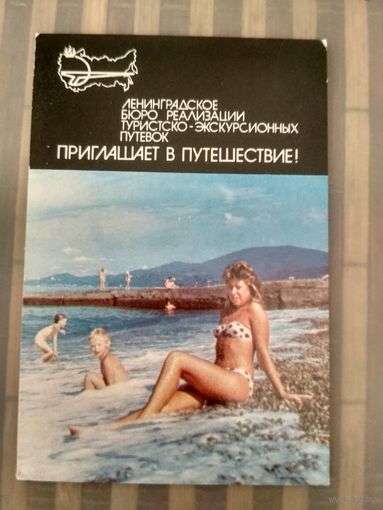 ЛЕНИНГРАДСКОЕ
БЮРО РЕАЛИЗАЦИИ
ТУРИСТСКО-ЭКСКУРСИОННЫХ
ПУТЕВОК
ПРИГЛАШАЕТ В ПУТЕШЕСТВИЕ!